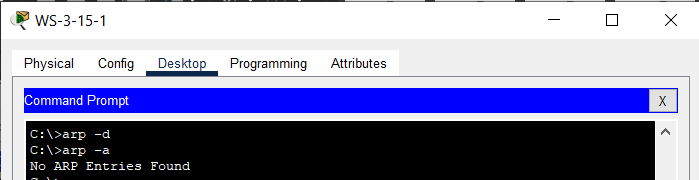 WS-3-15-1
Physical Config Desktop Programming Attributes
Command Prompt X
C:\>arp -d
C:\>arp -a
No ARP Entries Found